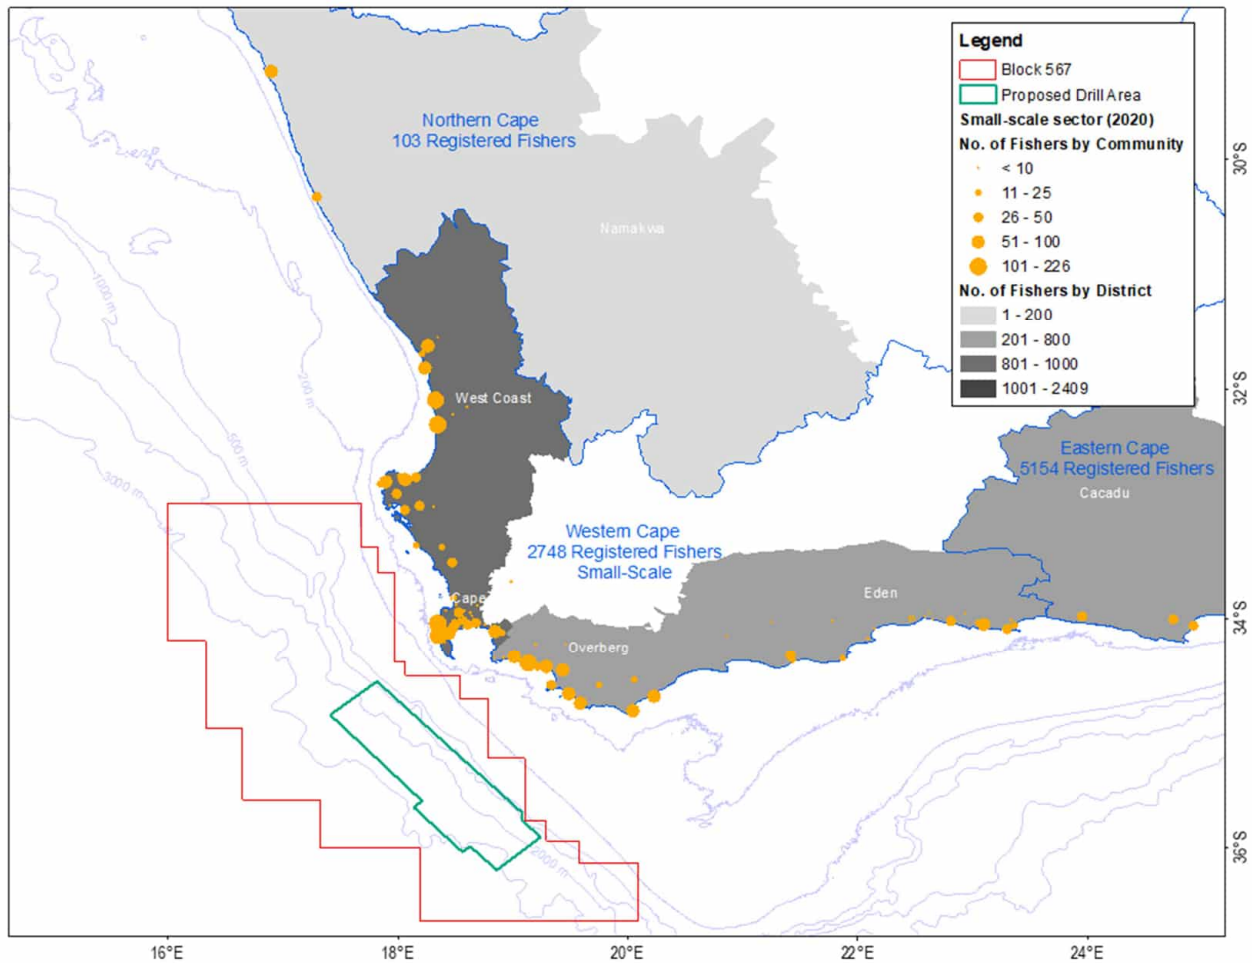 Legend
Block 567
Proposed Drill Area
Small-scale sector (2020)
No. of Fishers by Community
< 10
11 - 25
26 - 50
51 - 100
101 - 226
No. of Fishers by District
1 - 200
201 - 800
801 - 1000
1001 - 2409
Northern Cape
103 Registered Fishers
Namakwa
30°S
1000 m
200 m
500 m
3000 m
West Coast
32°S
Eastern Cape
5154 Registered Fishers
Cacadu
Western Cape
2748 Registered Fishers
Small-Scale
Cape
Eden
Overberg
34°S
2000 m
36°S
16°E
18°E
20°E
22°E
24°E